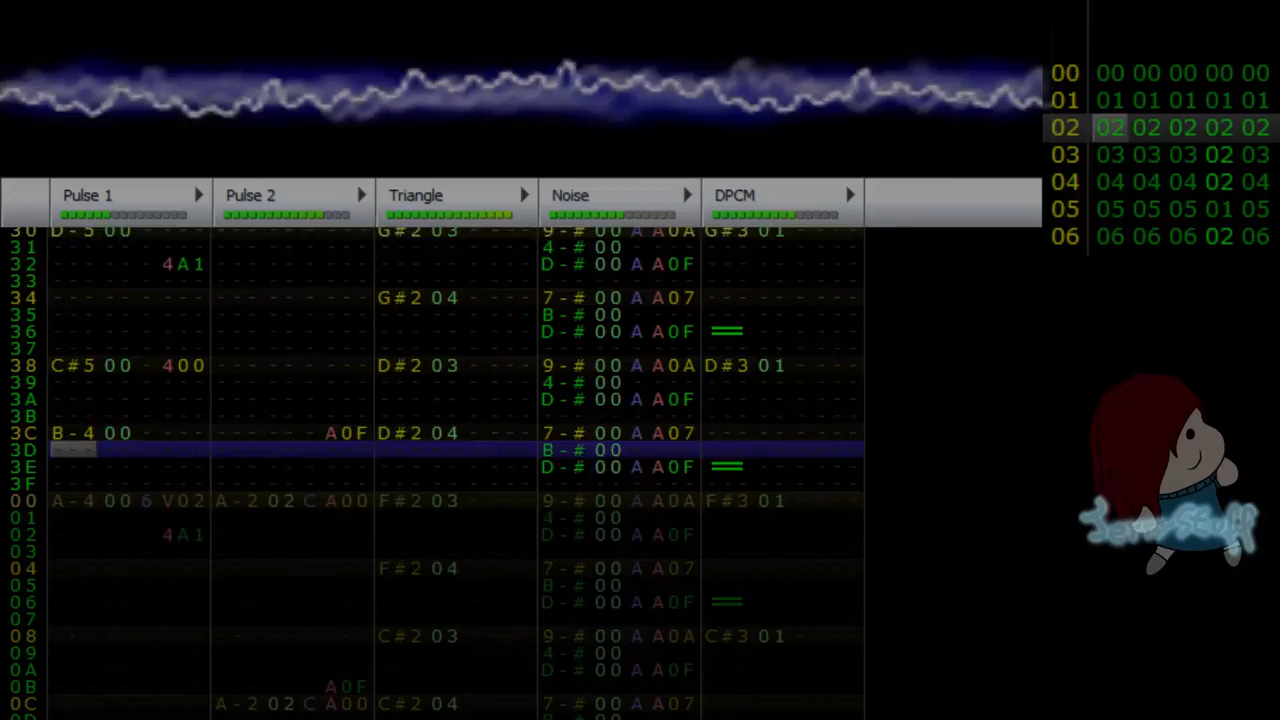 00 00 00 00 00 00
01 01 01 01 01 01
02 02 02 02 02 02
03 03 03 03 02 03
04 04 04 04 02 04
05 05 05 05 01 05
06 06 06 06 02 06
Pulse 1 Pulse 2 Triangle Noise DPCM
30 D-5 00 G#2 03 9-# 00 A A0A G#3 01
31 4-# 00
32 4A1 D-# 00 A A0F
33
34 G#2 04 7-# 00 A A07
35 B-# 00
36 D-# 00 A A0F
37
38 C#5 00 400 D#2 03 9-# 00 A A0A D#3 01
39 4-# 00
3A D-# 00 A A0F
3B
3C B-4 00 A0F D#2 04 7-# 00 A A07
3D B-# 00
3E D-# 00 A A0F
3F
00 A-4 00 6 V02 A-2 02 C A00 F#2 03 9-# 00 A A0A F#3 01
01 4-# 00
02 4A1 D-# 00 A A0F
03
04 F#2 04 7-# 00 A A07
05 B-# 00
06 D-# 00 A A0F
07
08 C#2 03 9-# 00 A A0A C#3 01
09 4-# 00
0A D-# 00 A A0F
0B A0F
0C A-2 02 C A00 C#2 04 7-# 00 A A07